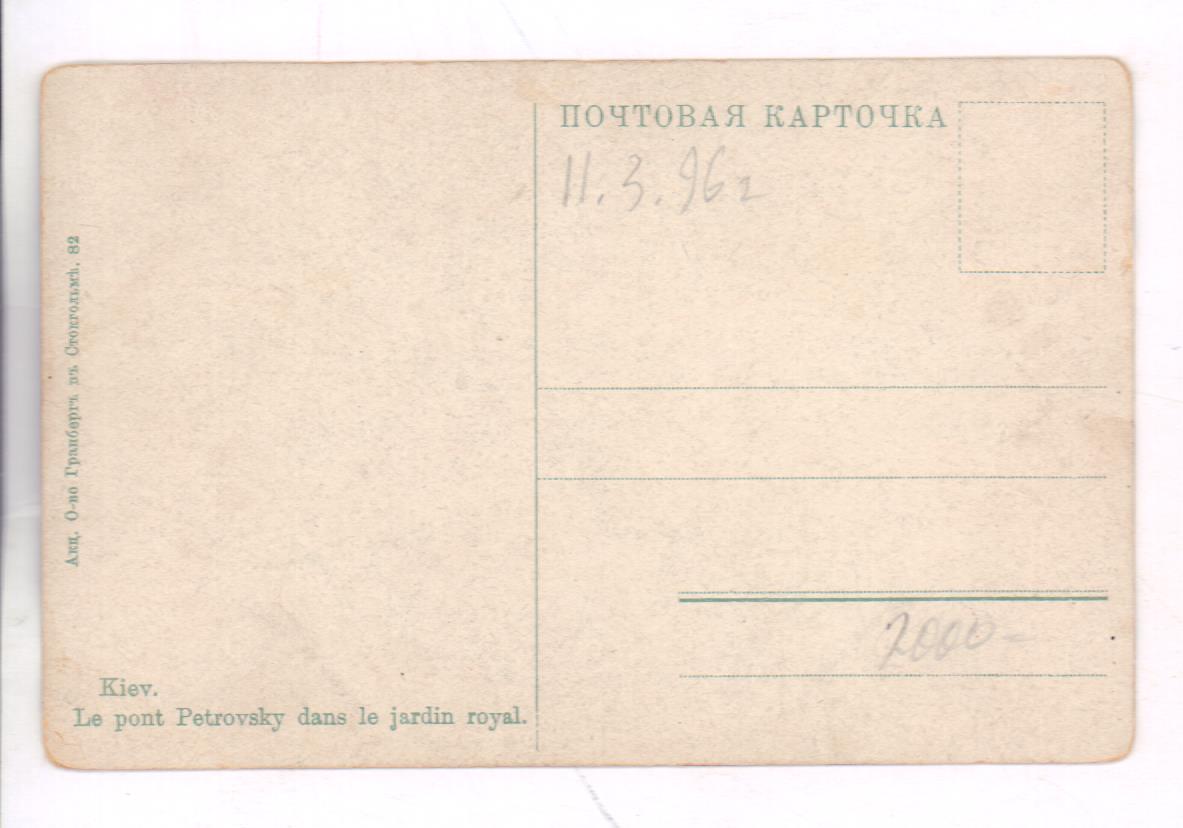 ПОЧТОВАЯ КАРТОЧКА
11.3.96 г
Акц. О-во Гранбергъ въ Стокгольмѣ. 82
2000-
Kiev.
Le pont Petrovsky dans le jardin royal.